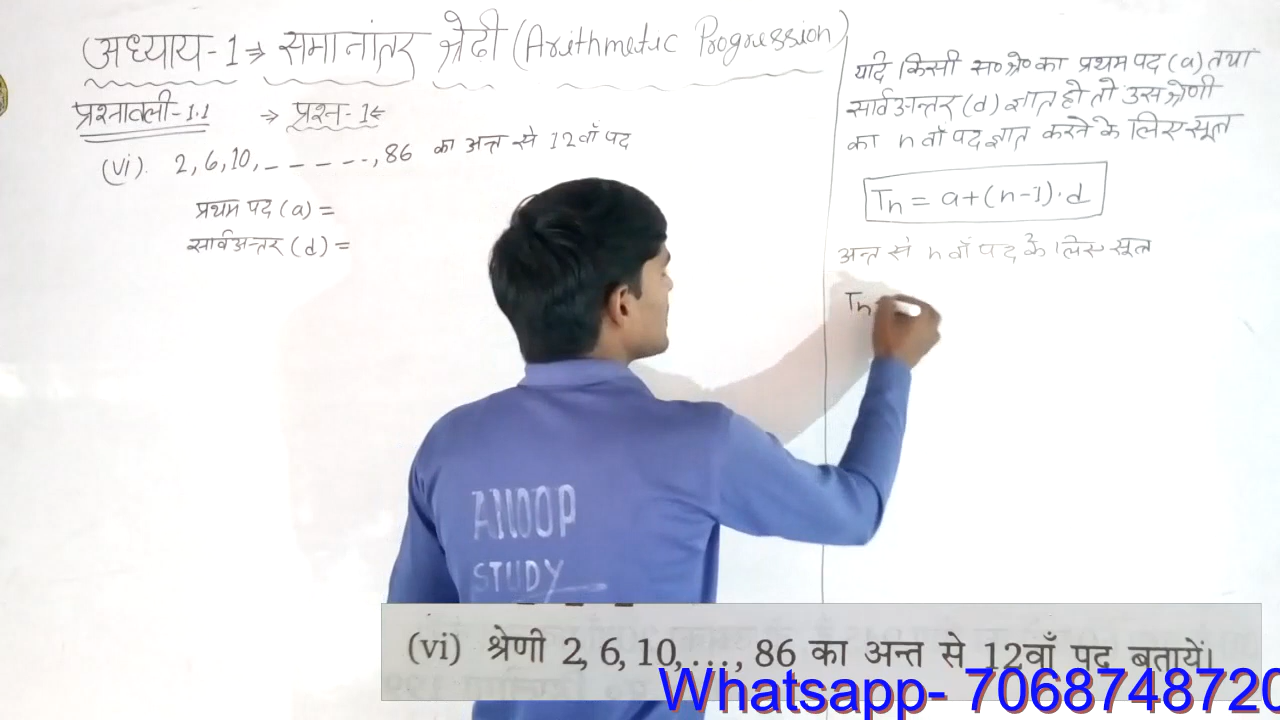 अध्याय-1 ⇒ समानांतर श्रेढी (Arithmetic Progression)
प्रश्नावली-1.1 → प्रश्न-1
(vi). 2, 6, 10, - - - - - -, 86 का अन्त से 12वाँ पद
प्रथम पद (a) =
सार्वअन्तर (d) =
यदि किसी स०श्रे० का प्रथम पद (a) तथा
सार्वअन्तर (d) ज्ञात हो तो उस श्रेणी
का n वाँ पद ज्ञात करने के लिए सूत्र
Tn = a+(n-1).d
अन्त से n वाँ पद के लिए सूत्र
Tn
ANOOP
STUDY
(vi) श्रेणी 2, 6, 10, ..., 86 का अन्त से 12वाँ पद बतायें।
Whatsapp- 7068748720